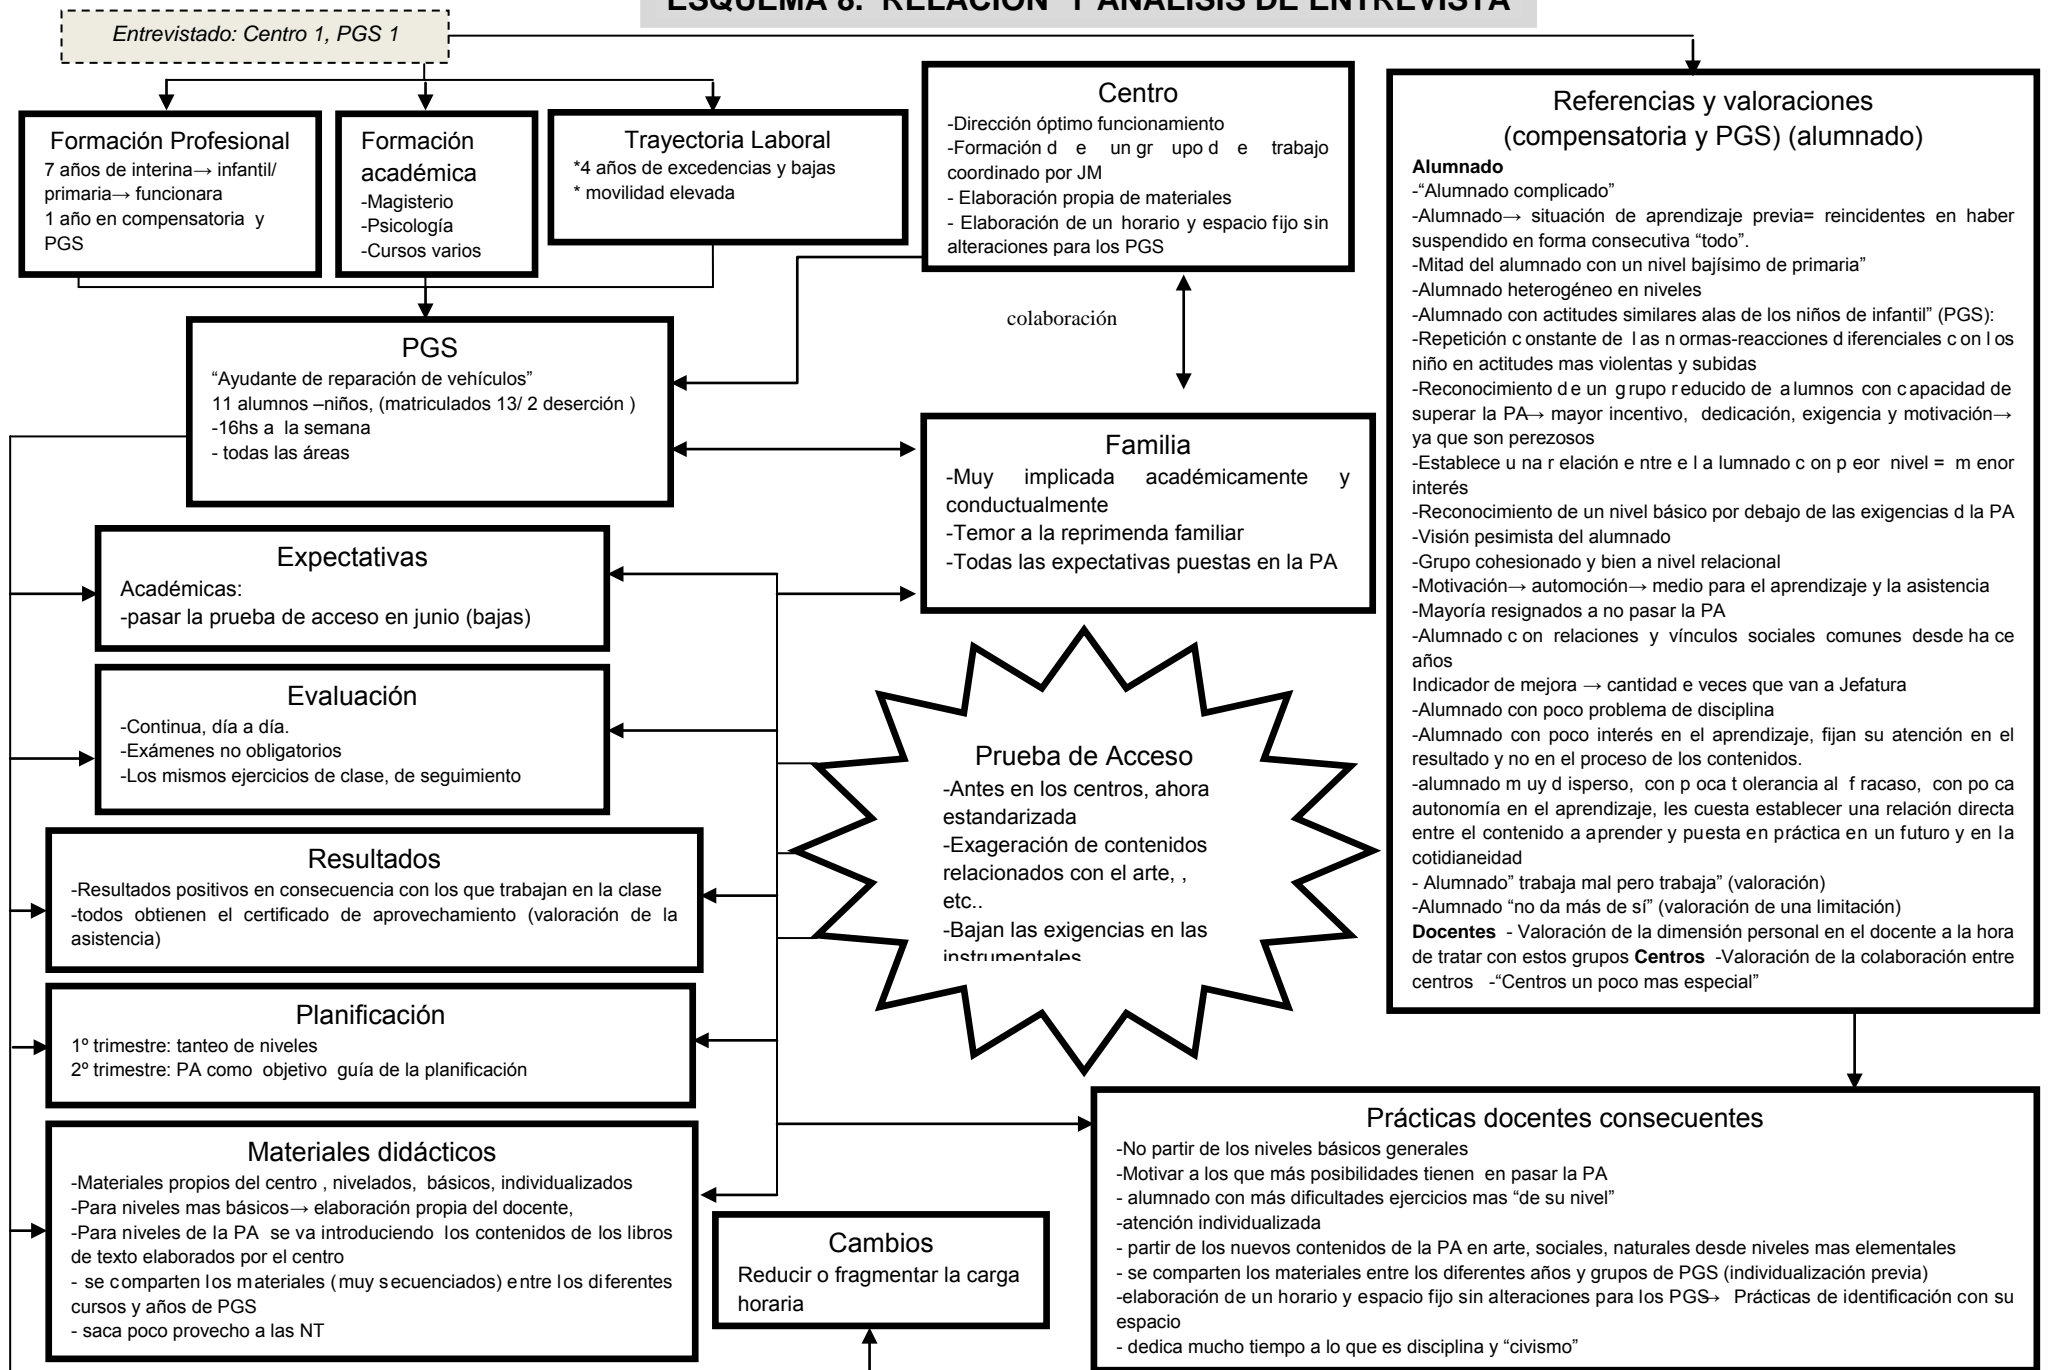 ESQUEMA 8. RELACIÓN Y ANÁLISIS DE ENTREVISTA
Entrevistado: Centro 1, PGS 1
Formación Profesional
7 años de interina→ infantil/
primaria→ funcionara
1 año en compensatoria y
PGS
Formación
académica
-Magisterio
-Psicología
-Cursos varios
Trayectoria Laboral
*4 años de excedencias y bajas
* movilidad elevada
Centro
-Dirección óptimo funcionamiento
-Formación d e un gr upo d e trabajo
coordinado por JM
- Elaboración propia de materiales
- Elaboración de un horario y espacio fijo sin
alteraciones para los PGS
colaboración
PGS
“Ayudante de reparación de vehículos”
11 alumnos –niños, (matriculados 13/ 2 deserción )
-16hs a la semana
- todas las áreas
Familia
-Muy implicada académicamente y
conductualmente
-Temor a la reprimenda familiar
-Todas las expectativas puestas en la PA
Expectativas
Académicas:
-pasar la prueba de acceso en junio (bajas)
Evaluación
-Continua, día a día.
-Exámenes no obligatorios
-Los mismos ejercicios de clase, de seguimiento
Resultados
-Resultados positivos en consecuencia con los que trabajan en la clase
-todos obtienen el certificado de aprovechamiento (valoración de la
asistencia)
Planificación
1º trimestre: tanteo de niveles
2º trimestre: PA como objetivo guía de la planificación
Materiales didácticos
-Materiales propios del centro , nivelados, básicos, individualizados
-Para niveles mas básicos→ elaboración propia del docente,
-Para niveles de la PA se va introduciendo los contenidos de los libros
de texto elaborados por el centro
- se comparten los materiales (muy secuenciados) entre los diferentes
cursos y años de PGS
- saca poco provecho a las NT
Prueba de Acceso
-Antes en los centros, ahora
estandarizada
-Exageración de contenidos
relacionados con el arte, ,
etc..
-Bajan las exigencias en las
instrumentales
Cambios
Reducir o fragmentar la carga
horaria
Referencias y valoraciones
(compensatoria y PGS) (alumnado)
Alumnado
-“Alumnado complicado”
-Alumnado→ situación de aprendizaje previa= reincidentes en haber
suspendido en forma consecutiva “todo”.
-Mitad del alumnado con un nivel bajísimo de primaria”
-Alumnado heterogéneo en niveles
-Alumnado con actitudes similares alas de los niños de infantil” (PGS):
-Repetición c onstante de l as n ormas-reacciones d iferenciales c on l os
niño en actitudes mas violentas y subidas
-Reconocimiento d e un g rupo r educido de a lumnos con c apacidad de
superar la PA→ mayor incentivo, dedicación, exigencia y motivación→
ya que son perezosos
-Establece u na r elación e ntre e l a lumnado c on p eor nivel = m enor
interés
-Reconocimiento de un nivel básico por debajo de las exigencias d la PA
-Visión pesimista del alumnado
-Grupo cohesionado y bien a nivel relacional
-Motivación→ automoción→ medio para el aprendizaje y la asistencia
-Mayoría resignados a no pasar la PA
-Alumnado c on relaciones y vínculos sociales comunes desde ha ce
años
Indicador de mejora → cantidad e veces que van a Jefatura
-Alumnado con poco problema de disciplina
-Alumnado con poco interés en el aprendizaje, fijan su atención en el
resultado y no en el proceso de los contenidos.
-alumnado m uy d isperso, con p oca t olerancia al f racaso, con po ca
autonomía en el aprendizaje, les cuesta establecer una relación directa
entre el contenido a aprender y puesta en práctica en un futuro y en la
cotidianeidad
- Alumnado” trabaja mal pero trabaja” (valoración)
-Alumnado “no da más de sí” (valoración de una limitación)
Docentes - Valoración de la dimensión personal en el docente a la hora
de tratar con estos grupos Centros -Valoración de la colaboración entre
centros -“Centros un poco mas especial”
Prácticas docentes consecuentes
-No partir de los niveles básicos generales
-Motivar a los que más posibilidades tienen en pasar la PA
- alumnado con más dificultades ejercicios mas “de su nivel”
-atención individualizada
- partir de los nuevos contenidos de la PA en arte, sociales, naturales desde niveles mas elementales
- se comparten los materiales entre los diferentes años y grupos de PGS (individualización previa)
-elaboración de un horario y espacio fijo sin alteraciones para los PGS→ Prácticas de identificación con su
espacio
- dedica mucho tiempo a lo que es disciplina y “civismo”